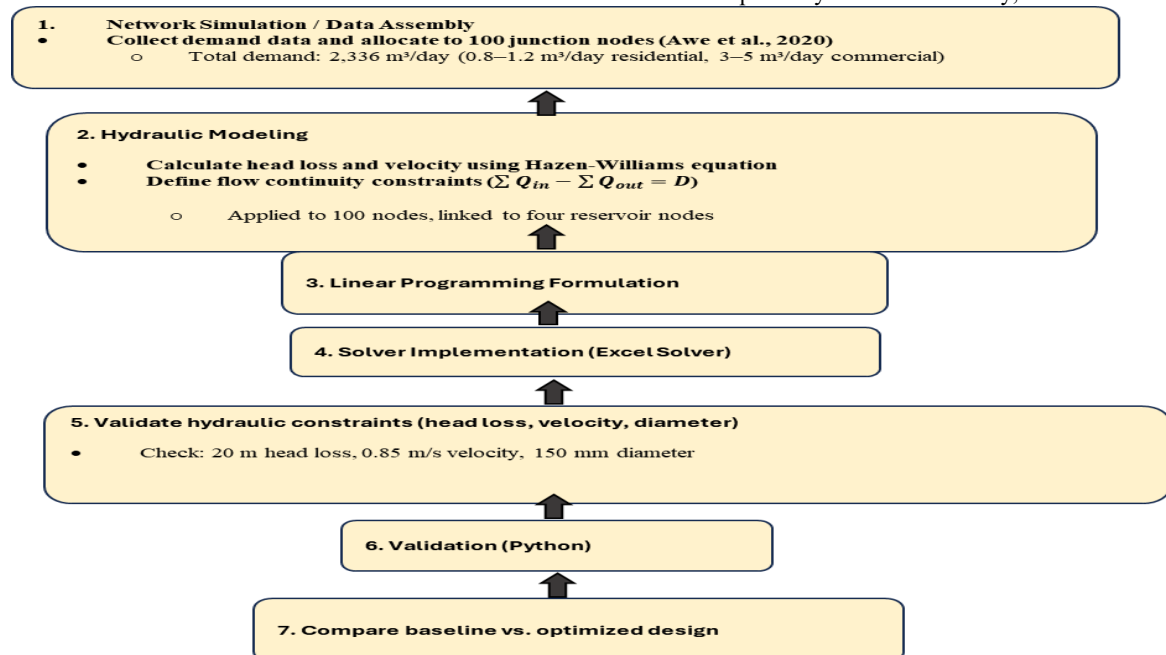 1. Network Simulation / Data Assembly
• Collect demand data and allocate to 100 junction nodes (Awe et al., 2020)
o Total demand: 2,336 m³/day (0.8–1.2 m³/day residential, 3–5 m³/day commercial)
2. Hydraulic Modeling
• Calculate head loss and velocity using Hazen-Williams equation
• Define flow continuity constraints (∑ Q_in − ∑ Q_out = D)
o Applied to 100 nodes, linked to four reservoir nodes
3. Linear Programming Formulation
4. Solver Implementation (Excel Solver)
5. Validate hydraulic constraints (head loss, velocity, diameter)
• Check: 20 m head loss, 0.85 m/s velocity, 150 mm diameter
6. Validation (Python)
7. Compare baseline vs. optimized design